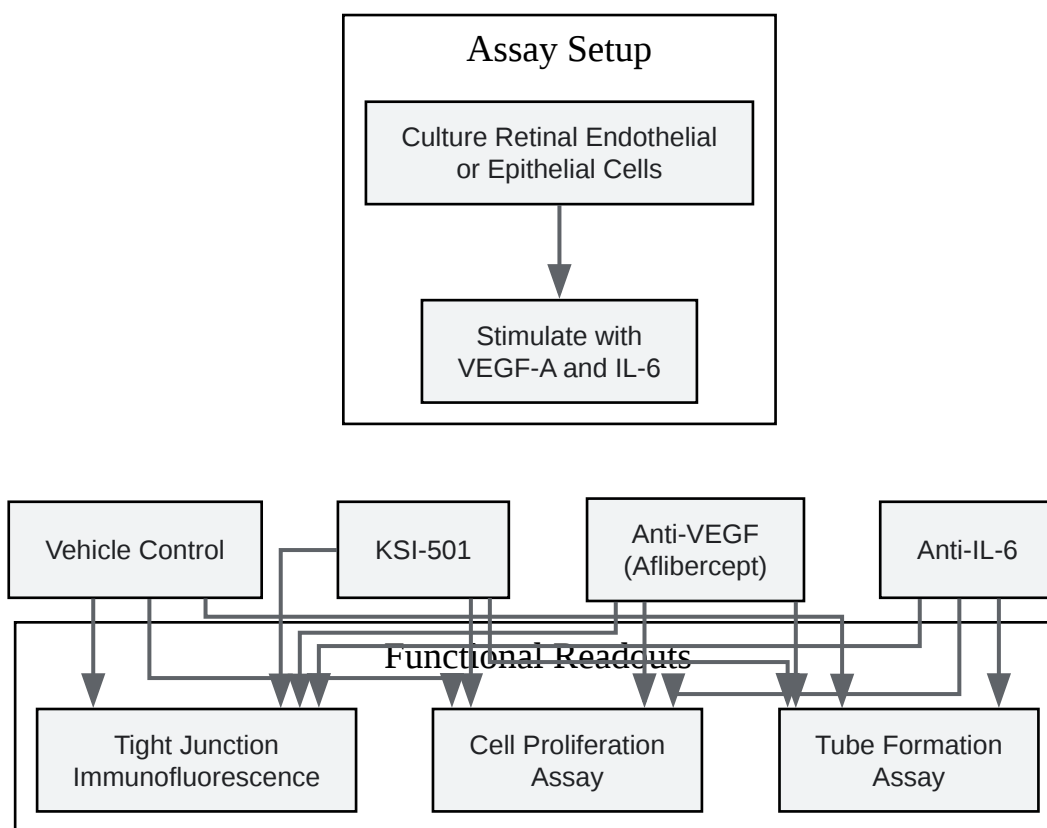 Assay Setup
Culture Retinal Endothelial
or Epithelial Cells
Stimulate with
VEGF-A and IL-6
Vehicle Control
KSI-501
Anti-VEGF
(Aflibercept)
Anti-IL-6
Functional Readouts
Tight Junction
Immunofluorescence
Cell Proliferation
Assay
Tube Formation
Assay